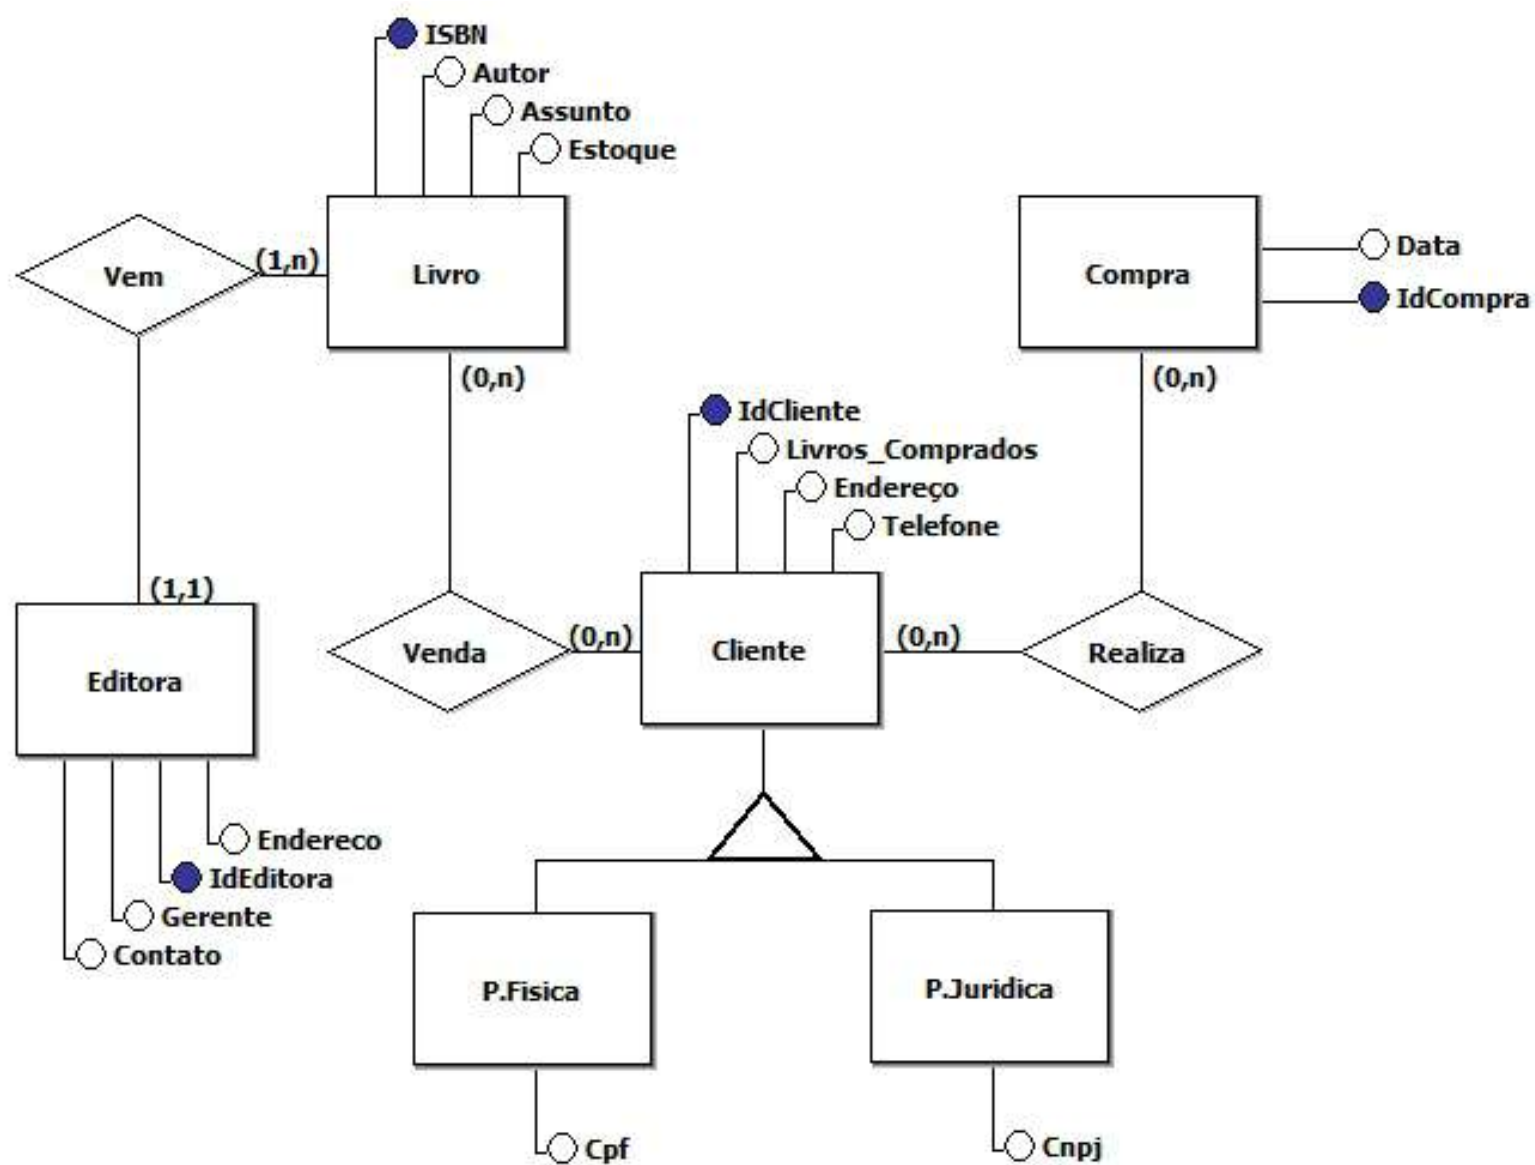 ISBN
Autor
Assunto
Estoque
Vem
(1,n)
Livro
(0,n)
Compra
Data
IdCompra
(0,n)
IdCliente
Livros_Comprados
Endereço
Telefone
(1,1)
Editora
Venda
(0,n)
Cliente
(0,n)
Realiza
Endereco
IdEditora
Gerente
Contato
P.Fisica
P.Juridica
Cpf
Cnpj